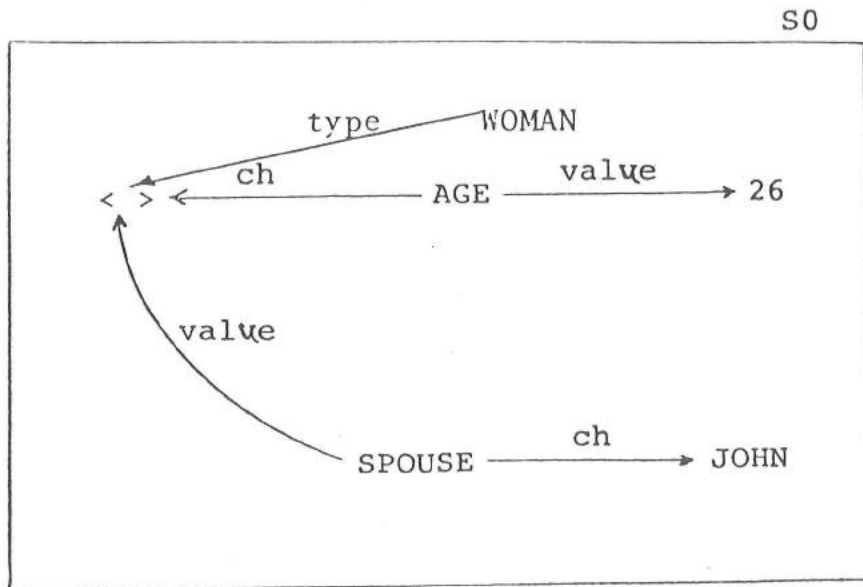 S0
type WOMAN
ch value
< > AGE 26
value
ch
SPOUSE JOHN